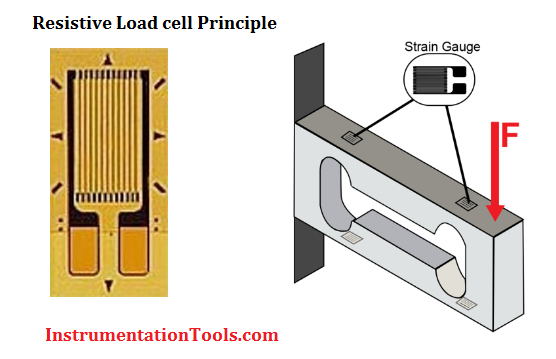 Resistive Load cell Principle
Strain Gauge
F
InstrumentationTools.com